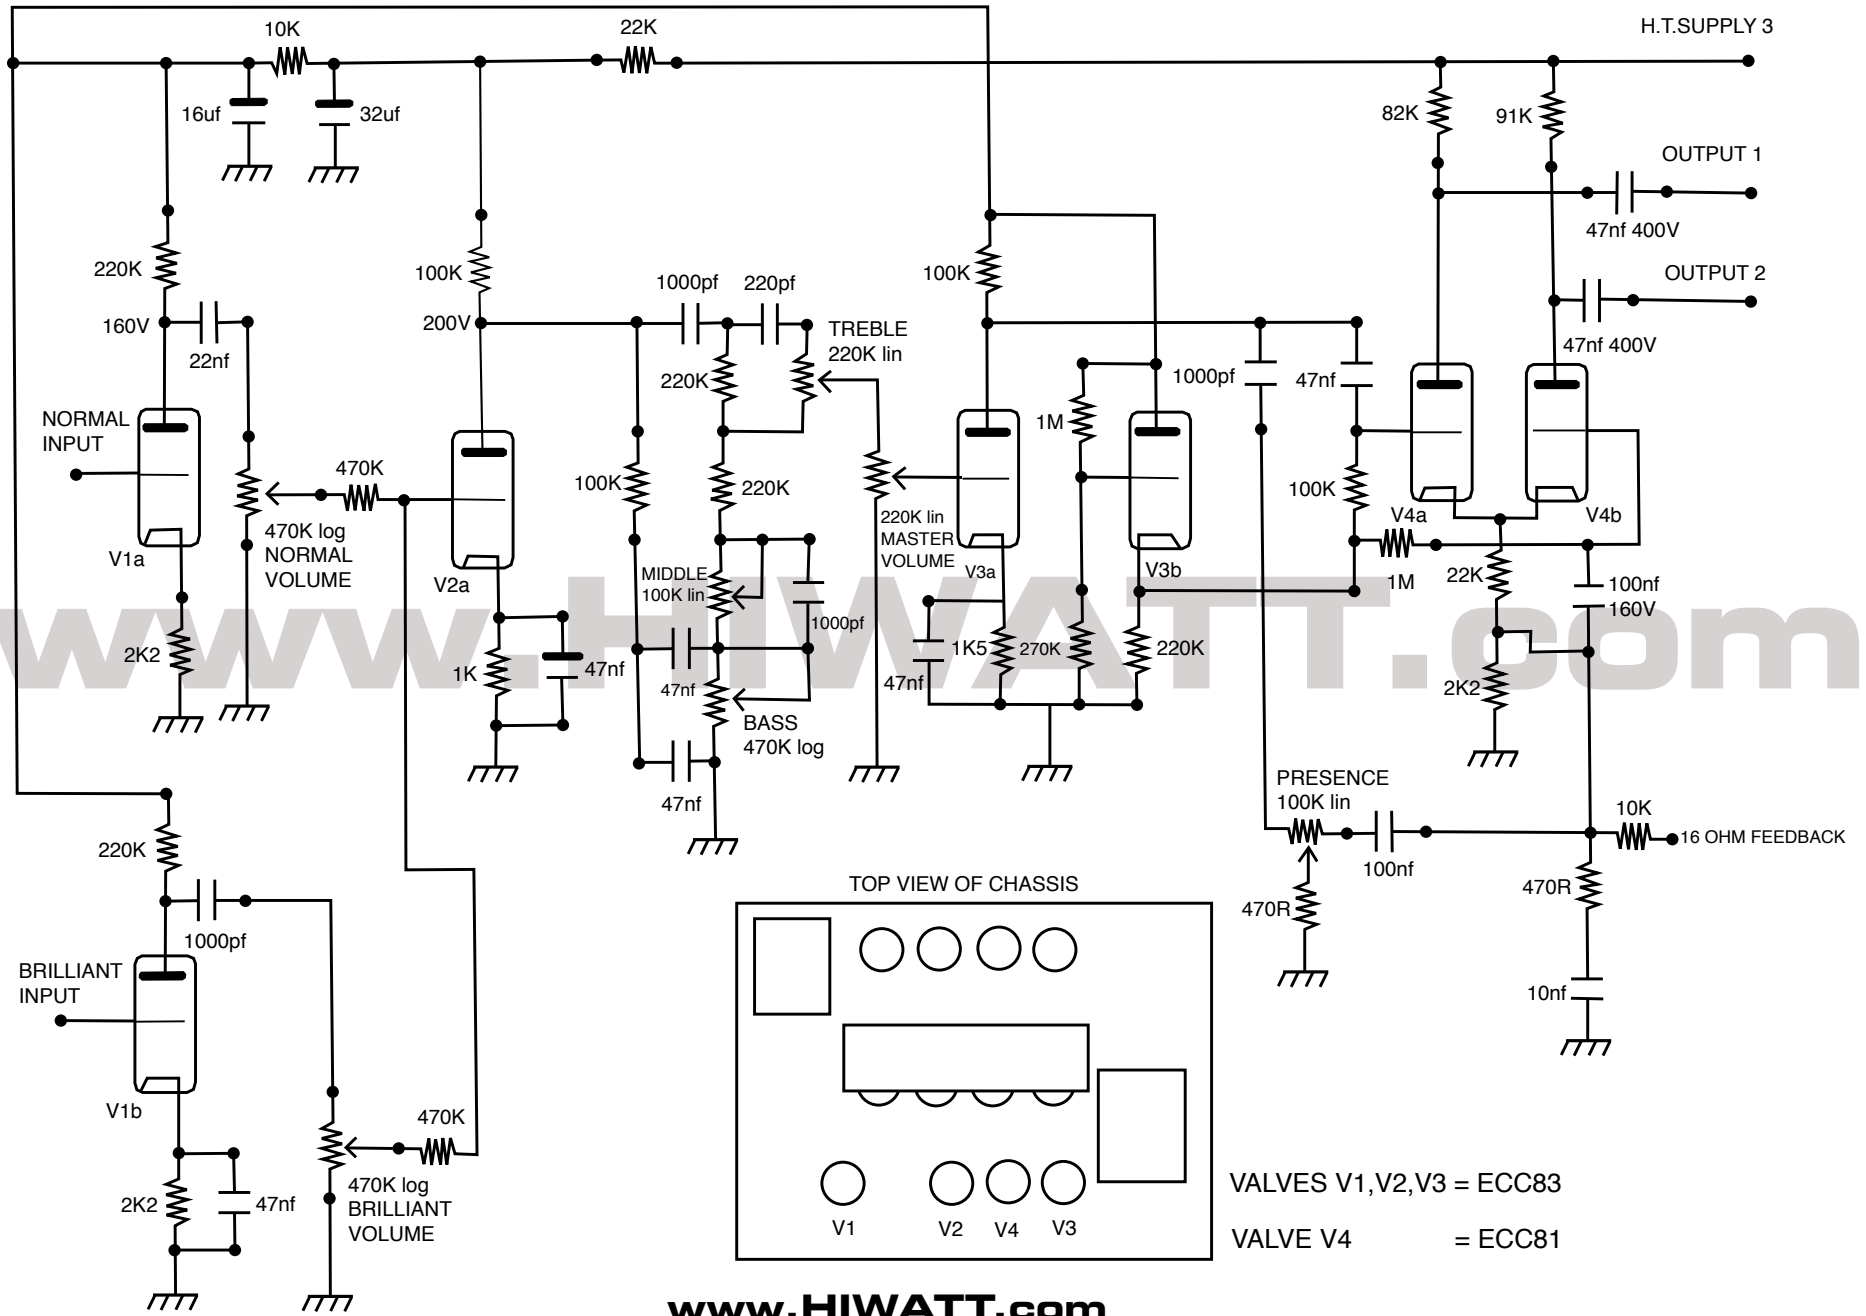 10K
22K
H.T.SUPPLY 3
16uf
32uf
82K
91K
OUTPUT 1
47nf 400V
220K
100K
1000pf
220pf
100K
OUTPUT 2
160V
22nf
200V
TREBLE
220K lin
47nf 400V
220K
1000pf
47nf
NORMAL
INPUT
1M
470K
100K
220K
100K
470K log
NORMAL
VOLUME
220K lin
MASTER
VOLUME
V4a
V4b
V1a
V2a
MIDDLE
100K lin
V3a
V3b
22K
1M
100nf
160V
1000pf
www.HIWATT.com
2K2
1K
47nf
47nf
1K5
47nf
270K
220K
2K2
BASS
470K log
47nf
PRESENCE
100K lin
10K
16 OHM FEEDBACK
220K
100nf
TOP VIEW OF CHASSIS
470R
470R
1000pf
BRILLIANT
INPUT
10nf
V1b
470K
470K log
BRILLIANT
VOLUME
2K2
47nf
V1
V2
V4
V3
VALVES V1,V2,V3 = ECC83
VALVE V4 = ECC81
www.HIWATT.com